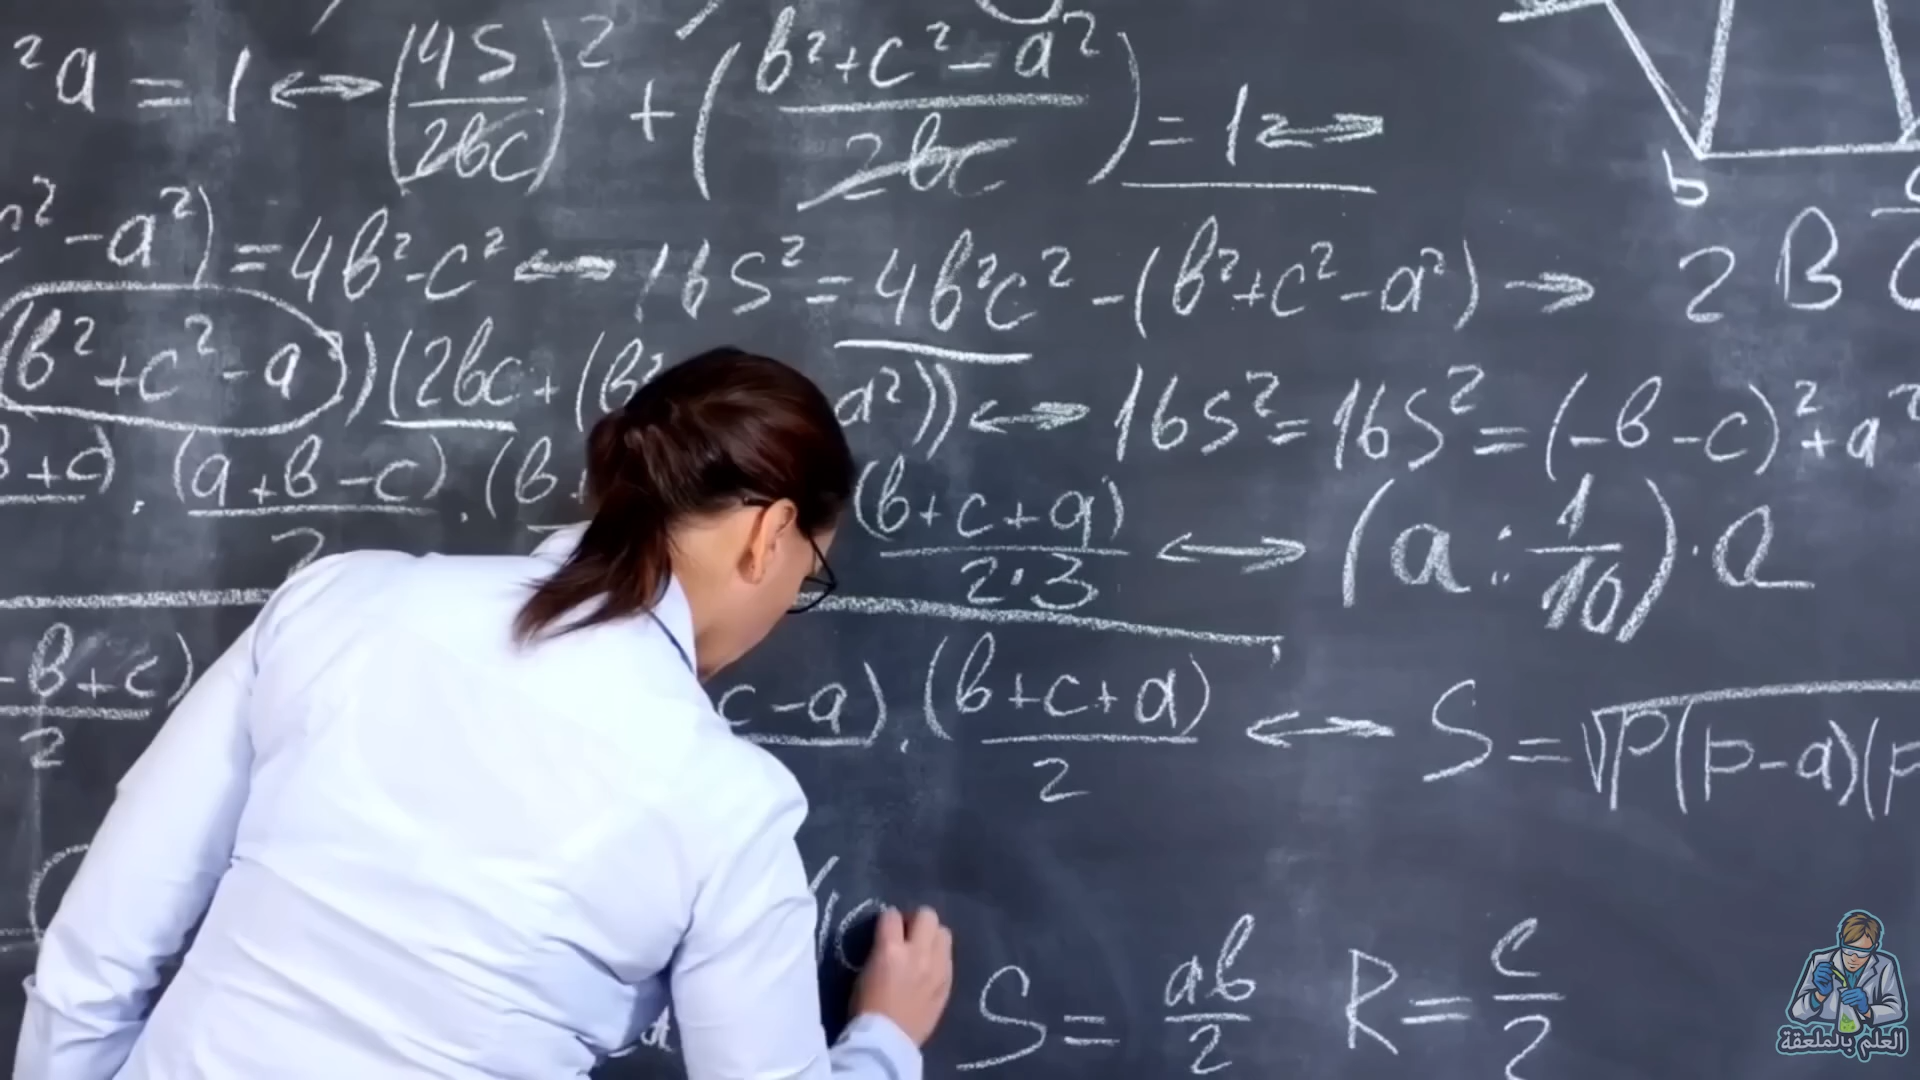 ²a = 1 ↔ (4S/2bc)² + (b²+c²-a²/2bc) = 1 ↔
c²-a²) = 4b²-c² ↔ 16S² = 4b²c² - (b²+c²-a²) →
2 B
b
(b²+c²-a))(2bc+(b² a²)) ↔ 16S² = 16S² = (-b-c)²+a²
b+c) · (a+b-c)/2 · (b (b+c+a)/2·3 ↔ (a : 1/10) · a
-b+c)/2 c-a) · (b+c+a)/2 ↔ S = √p(p-a)(p
S = ab/2 R = c/2
العلم بالملعقة